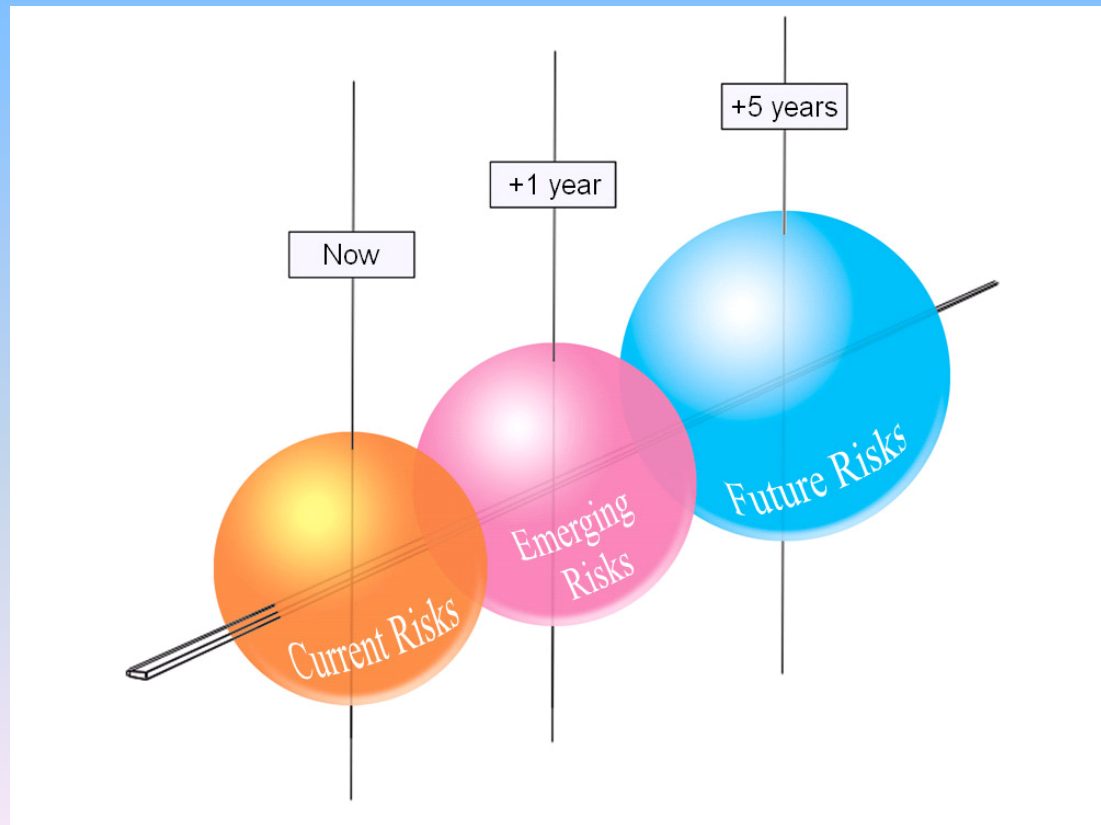 +5 years
+1 year
Now
Current Risks
Emerging
Risks
Future Risks